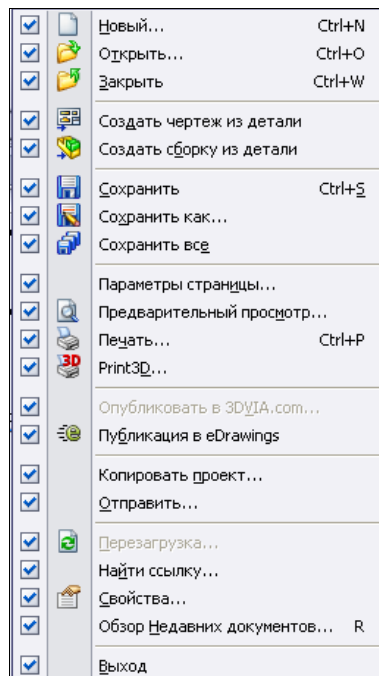 Новый... Ctrl+N
Открыть... Ctrl+O
Закрыть Ctrl+W
Создать чертеж из детали
Создать сборку из детали
Сохранить Ctrl+S
Сохранить как...
Сохранить все
Параметры страницы...
Предварительный просмотр...
Печать... Ctrl+P
3D Print3D...
Опубликовать в 3DVIA.com...
Публикация в eDrawings
Копировать проект...
Отправить...
Перезагрузка...
Найти ссылку...
Свойства...
Обзор Недавних документов... R
Выход